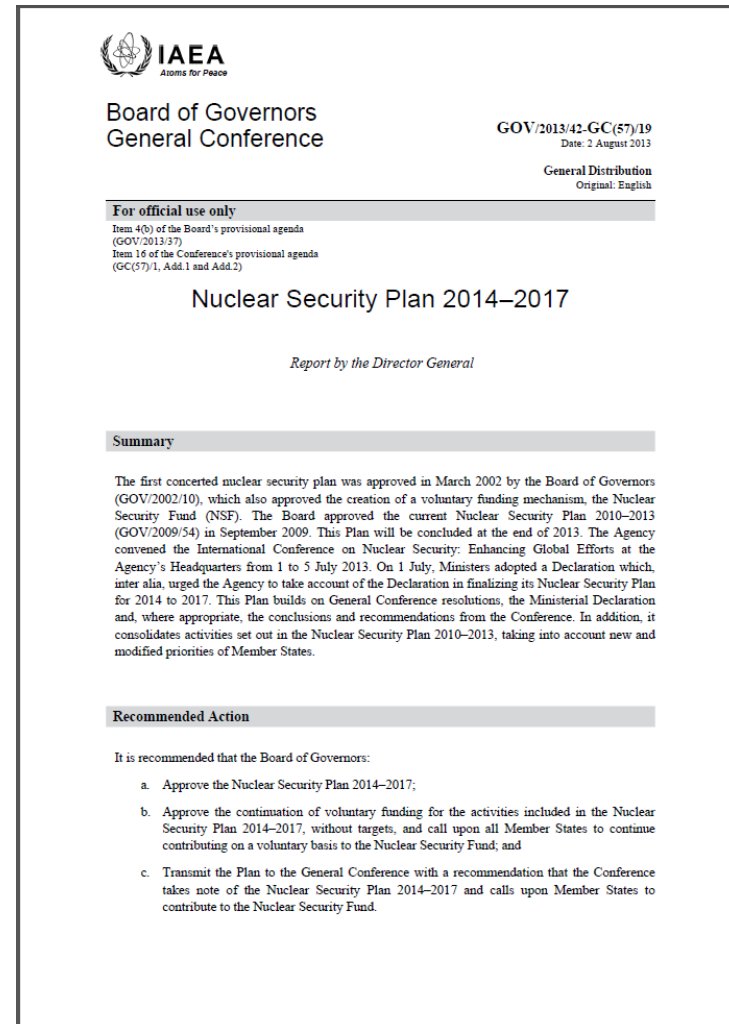 IAEA
Atoms for Peace
Board of Governors
General Conference
GOV/2013/42-GC(57)/19
Date: 2 August 2013
General Distribution
Original: English
For official use only
Item 4(b) of the Board's provisional agenda
(GOV/2013/37)
Item 16 of the Conference's provisional agenda
(GC(57)/1, Add.1 and Add.2)
Nuclear Security Plan 2014–2017
Report by the Director General
Summary
The first concerted nuclear security plan was approved in March 2002 by the Board of Governors
(GOV/2002/10), which also approved the creation of a voluntary funding mechanism, the Nuclear
Security Fund (NSF). The Board approved the current Nuclear Security Plan 2010–2013
(GOV/2009/54) in September 2009. This Plan will be concluded at the end of 2013. The Agency
convened the International Conference on Nuclear Security: Enhancing Global Efforts at the
Agency's Headquarters from 1 to 5 July 2013. On 1 July, Ministers adopted a Declaration which,
inter alia, urged the Agency to take account of the Declaration in finalizing its Nuclear Security Plan
for 2014 to 2017. This Plan builds on General Conference resolutions, the Ministerial Declaration
and, where appropriate, the conclusions and recommendations from the Conference. In addition, it
consolidates activities set out in the Nuclear Security Plan 2010–2013, taking into account new and
modified priorities of Member States.
Recommended Action
It is recommended that the Board of Governors:
a. Approve the Nuclear Security Plan 2014–2017;
b. Approve the continuation of voluntary funding for the activities included in the Nuclear
Security Plan 2014–2017, without targets, and call upon all Member States to continue
contributing on a voluntary basis to the Nuclear Security Fund; and
c. Transmit the Plan to the General Conference with a recommendation that the Conference
takes note of the Nuclear Security Plan 2014–2017 and calls upon Member States to
contribute to the Nuclear Security Fund.